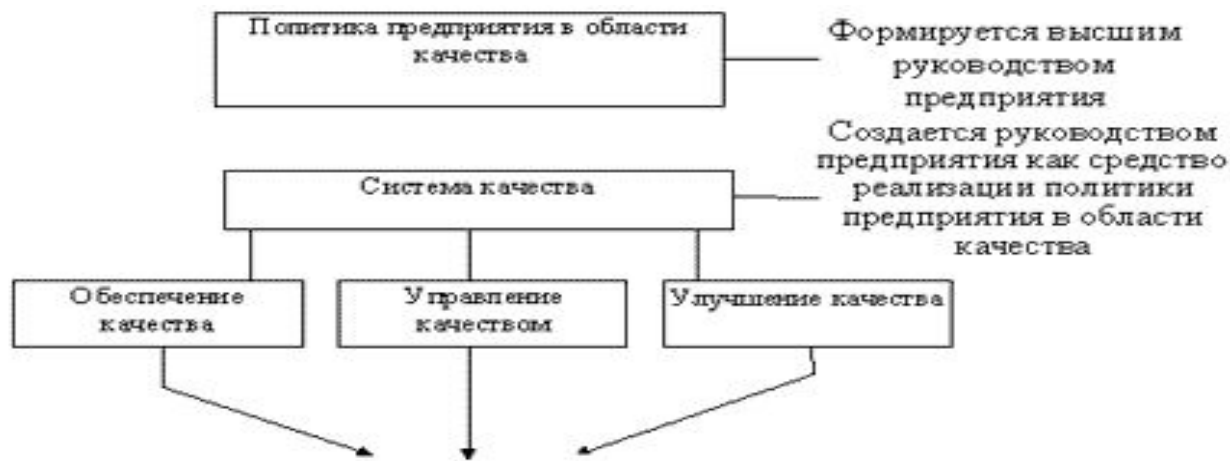 Политика предприятия в области
качества
Формируется высшим
руководством
предприятия
Система качества
Создается руководством
предприятия как средство
реализации политики
предприятия в области
качества
Обеспечение
качества
Управление
качеством
Улучшение качества